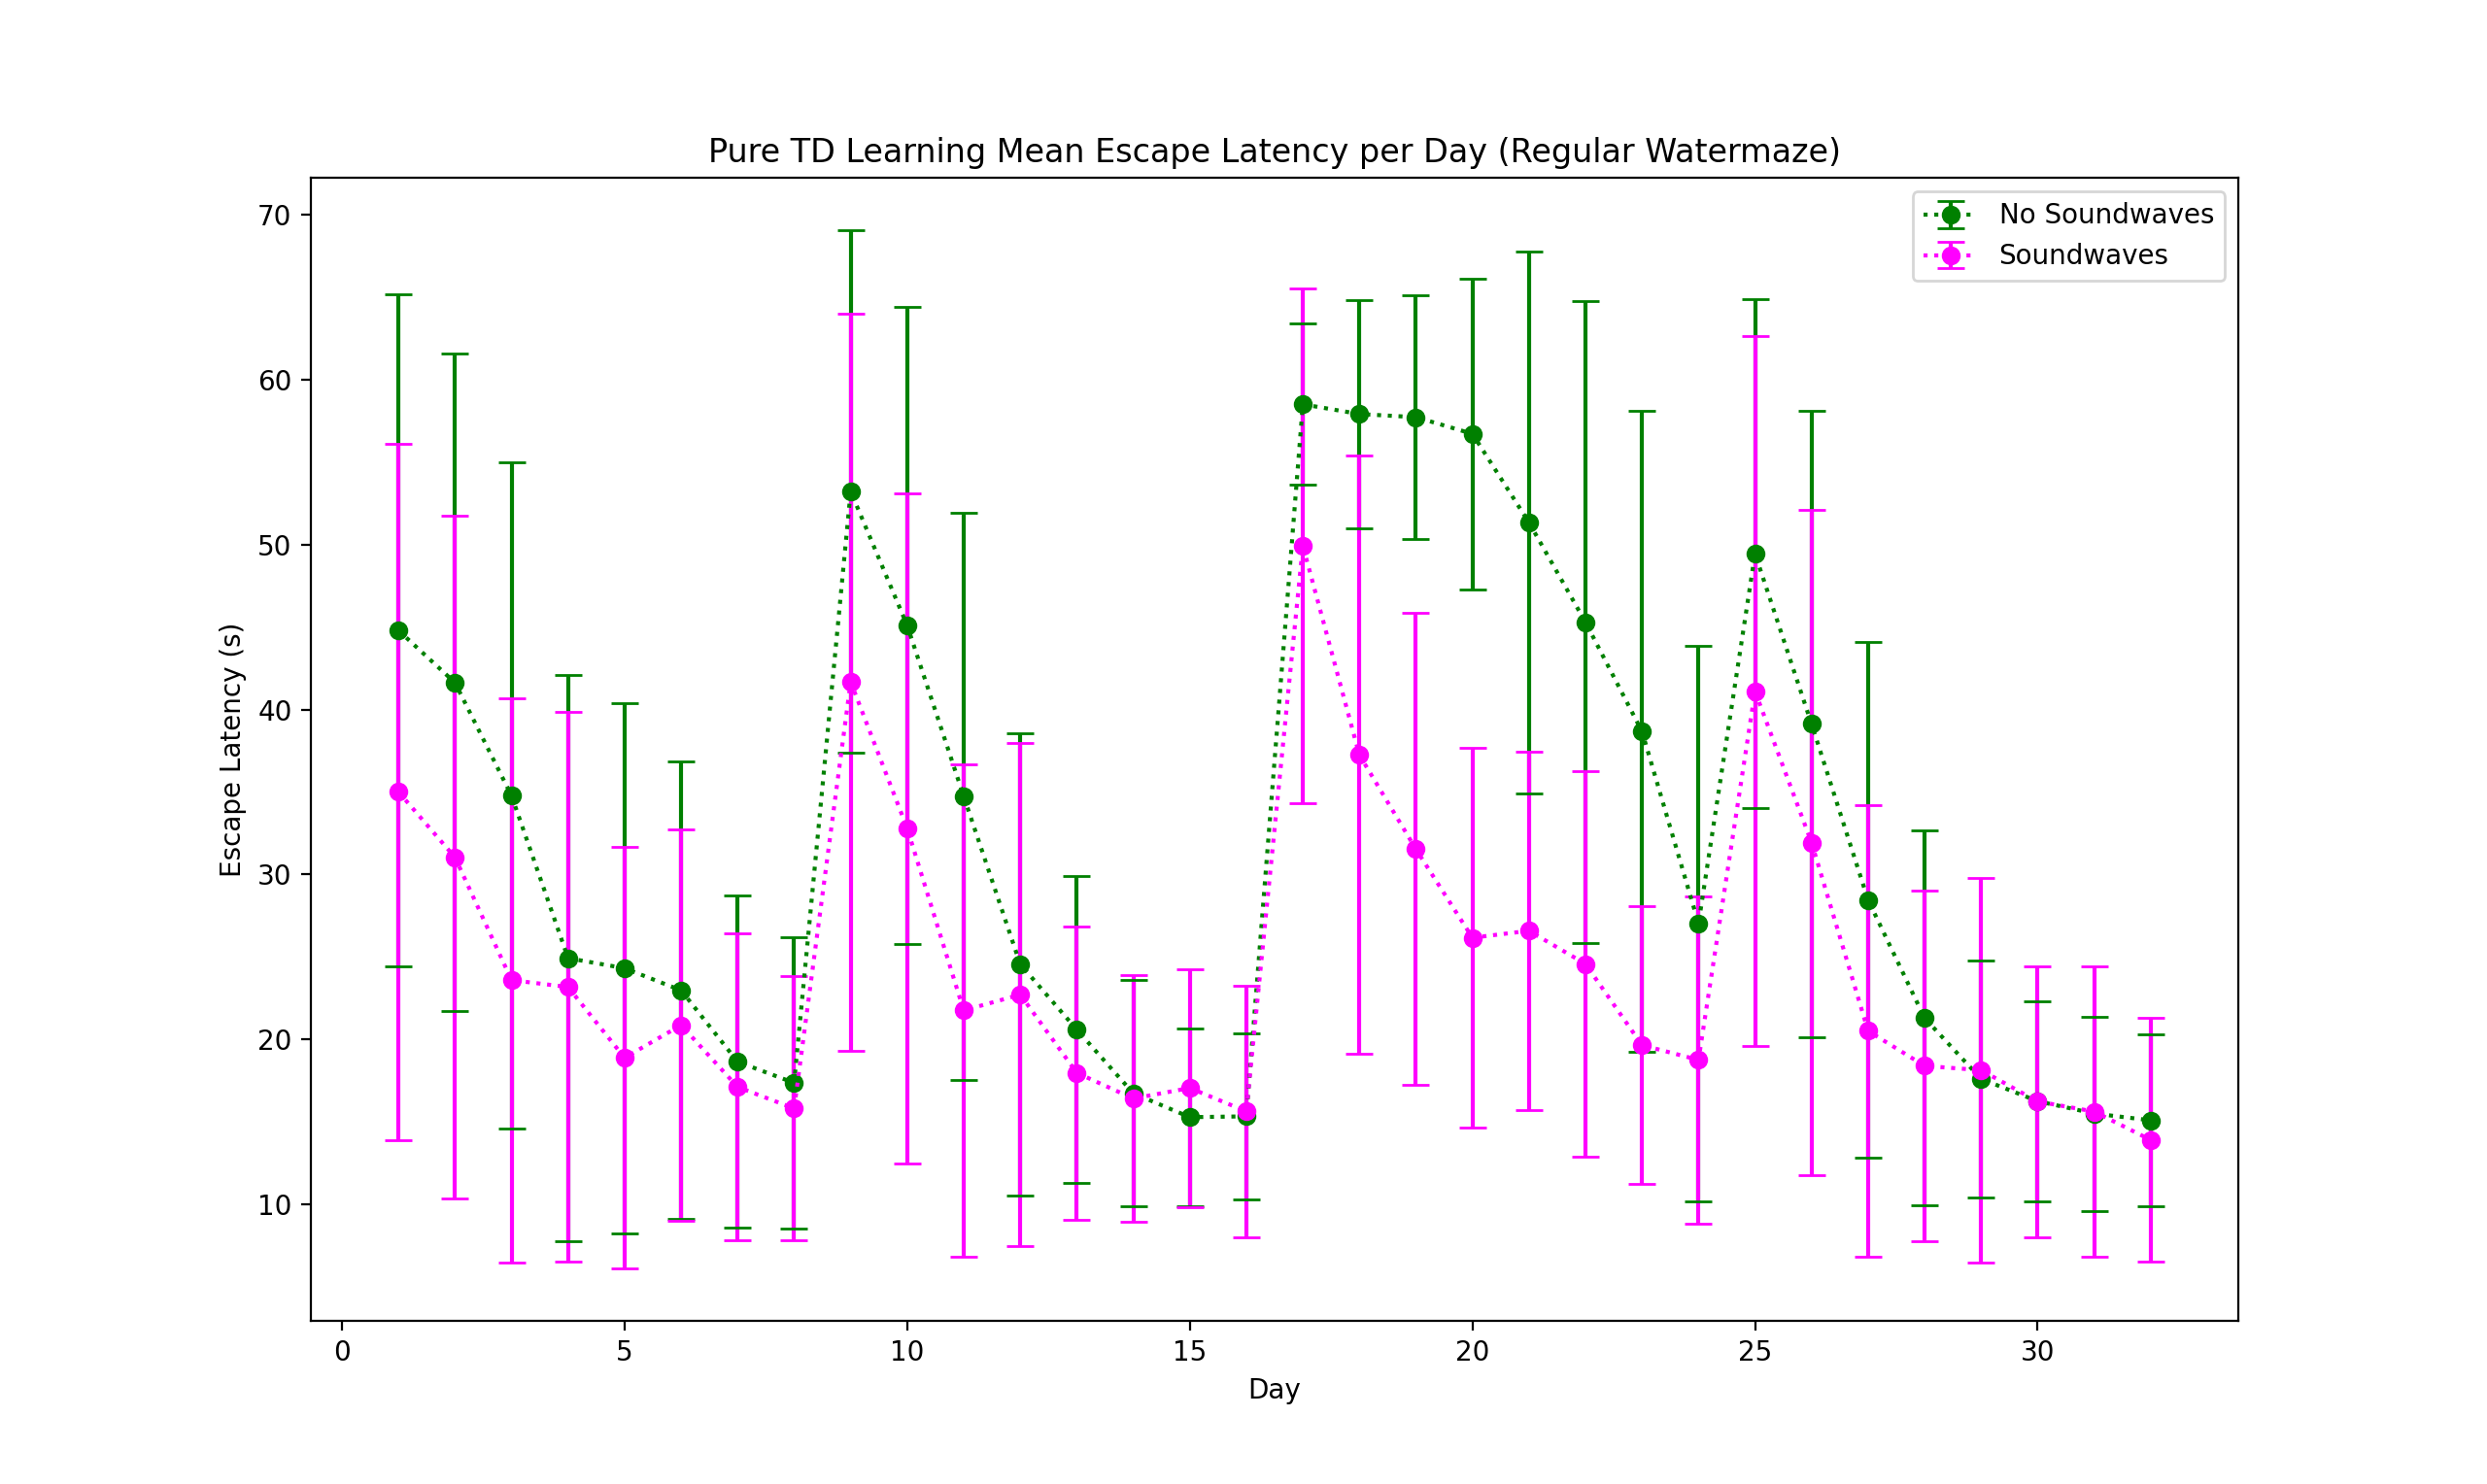 Pure TD Learning Mean Escape Latency per Day (Regular Watermaze)
No Soundwaves
Soundwaves
Escape Latency (s)
70
60
50
40
30
20
10
0 5 10 15 20 25 30
Day